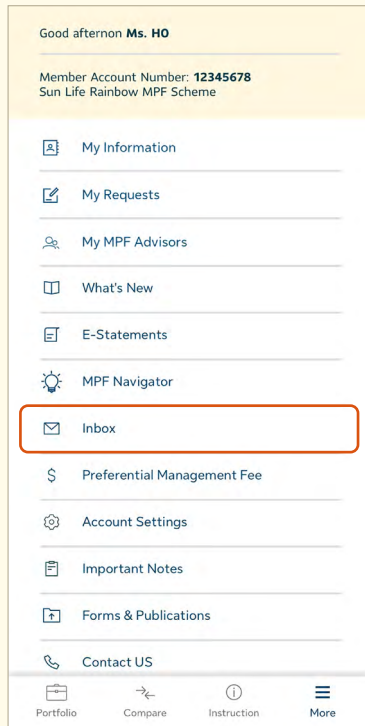 Good afternoon Ms. HO
Member Account Number: 12345678
Sun Life Rainbow MPF Scheme
My Information
My Requests
My MPF Advisors
What's New
E-Statements
MPF Navigator
Inbox
$ Preferential Management Fee
Account Settings
Important Notes
Forms & Publications
Contact US
Portfolio Compare Instruction More